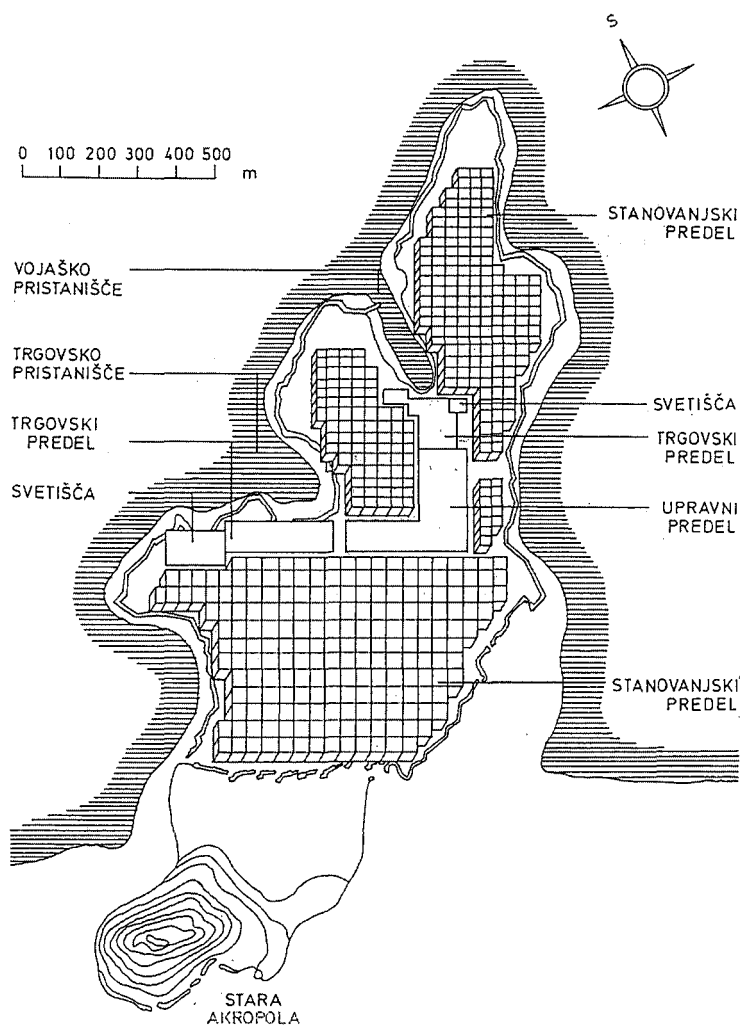 S
0 100 200 300 400 500
m
STANOVANJSKI
PREDEL
VOJAŠKO
PRISTANIŠČE
TRGOVSKO
PRISTANIŠČE
TRGOVSKI
PREDEL
SVETIŠČA
SVETIŠČA
TRGOVSKI
PREDEL
UPRAVNI
PREDEL
STANOVANJSKI
PREDEL
STARA
AKROPOLA